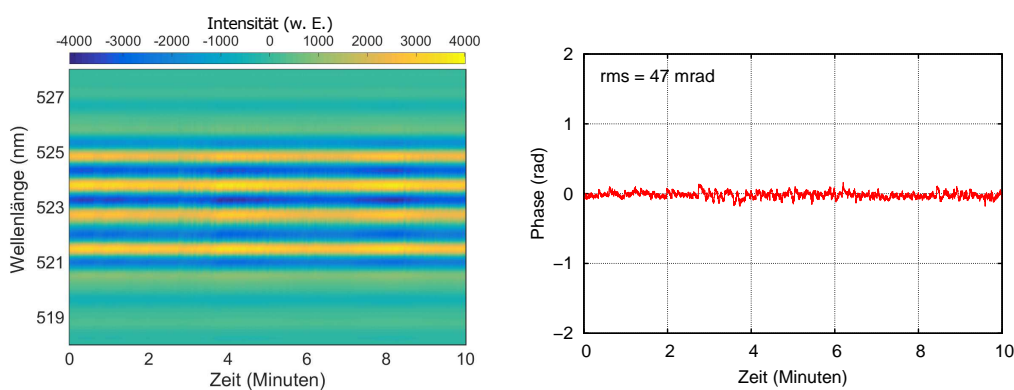 Intensität (w. E.)
-4000 -3000 -2000 -1000 0 1000 2000 3000 4000
Wellenlänge (nm)
527
525
523
521
519
0 2 4 6 8 10
Zeit (Minuten)
rms = 47 mrad
Phase (rad)
2
1
0
−1
−2
0 2 4 6 8 10
Zeit (Minuten)